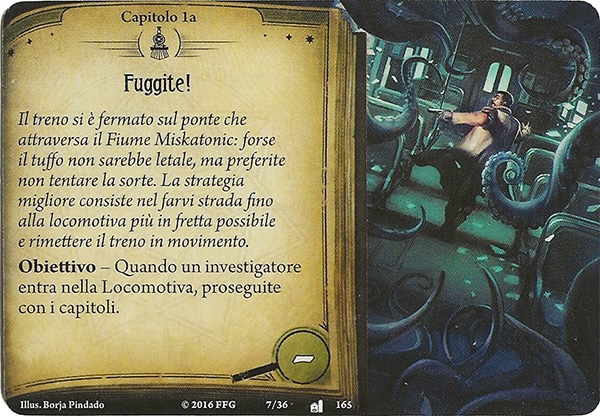 Capitolo 1a
Fuggite!
Il treno si è fermato sul ponte che
attraversa il Fiume Miskatonic: forse
il tuffo non sarebbe letale, ma preferite
non tentare la sorte. La strategia
migliore consiste nel farvi strada fino
alla locomotiva più in fretta possibile
e rimettere il treno in movimento.
Obiettivo – Quando un investigatore
entra nella Locomotiva, proseguite
con i capitoli.
–
Illus. Borja Pindado © 2016 FFG 7/36 165